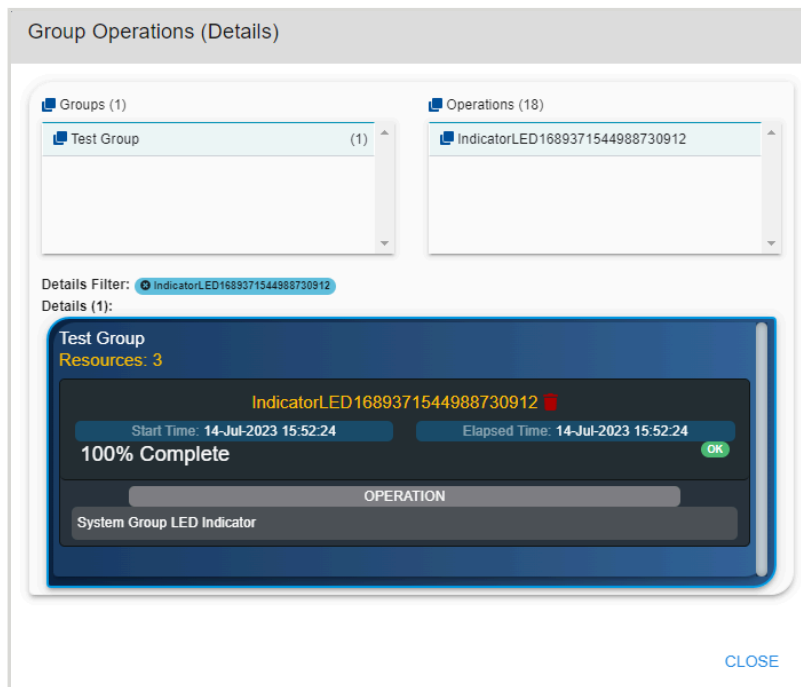 Group Operations (Details)
Groups (1)
Operations (18)
Test Group (1)
IndicatorLED1689371544988730912
Details Filter: IndicatorLED1689371544988730912
Details (1):
Test Group
Resources: 3
IndicatorLED1689371544988730912
Start Time: 14-Jul-2023 15:52:24
Elapsed Time: 14-Jul-2023 15:52:24
100% Complete
OK
OPERATION
System Group LED Indicator
CLOSE